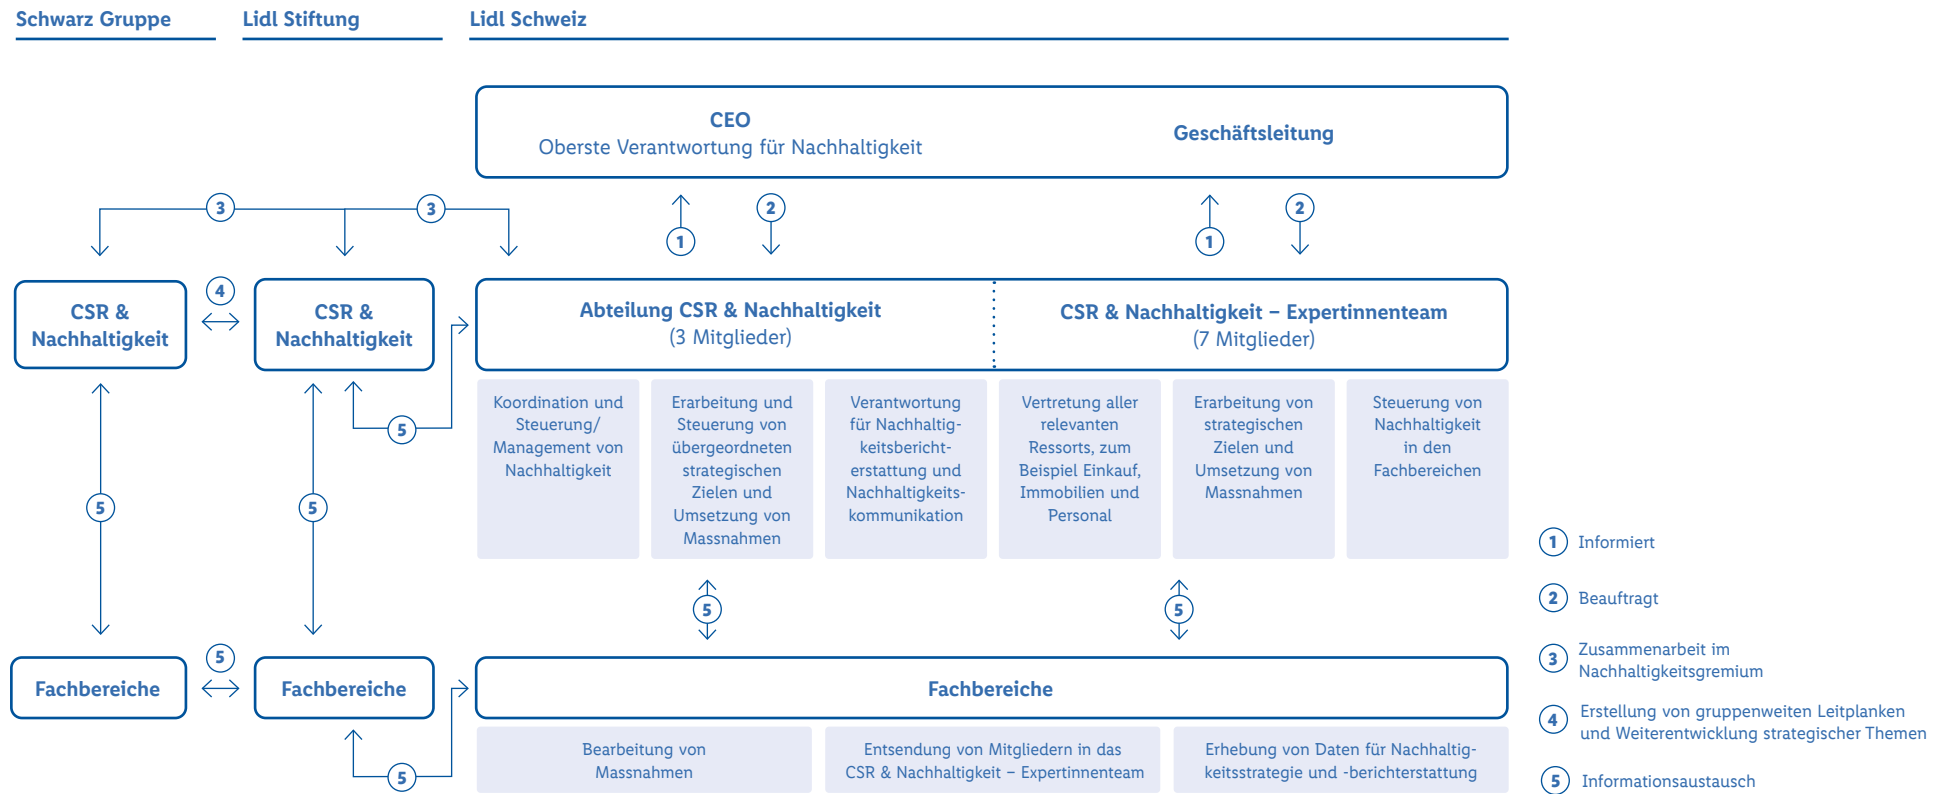 Schwarz Gruppe
Lidl Stiftung
Lidl Schweiz
CEO
Oberste Verantwortung für Nachhaltigkeit
Geschäftsleitung
3
3
1
2
1
2
CSR &
Nachhaltigkeit
4
CSR &
Nachhaltigkeit
Abteilung CSR & Nachhaltigkeit
(3 Mitglieder)
CSR & Nachhaltigkeit – Expertinnenteam
(7 Mitglieder)
5
5
5
Koordination und
Steuerung/
Management von
Nachhaltigkeit
Erarbeitung und
Steuerung von
übergeordneten
strategischen
Zielen und
Umsetzung von
Massnahmen
Verantwortung
für Nachhaltig-
keitsbericht-
erstattung und
Nachhaltigkeits-
kommunikation
Vertretung aller
relevanten
Ressorts, zum
Beispiel Einkauf,
Immobilien und
Personal
Erarbeitung von
strategischen
Zielen und
Umsetzung von
Massnahmen
Steuerung von
Nachhaltigkeit
in den
Fachbereichen
5
5
Fachbereiche
5
Fachbereiche
5
Fachbereiche
Bearbeitung von
Massnahmen
Entsendung von Mitgliedern in das
CSR & Nachhaltigkeit – Expertinnenteam
Erhebung von Daten für Nachhaltig-
keitsstrategie und -berichterstattung
1 Informiert
2 Beauftragt
3 Zusammenarbeit im
Nachhaltigkeitsgremium
4 Erstellung von gruppenweiten Leitplanken
und Weiterentwicklung strategischer Themen
5 Informationsaustausch